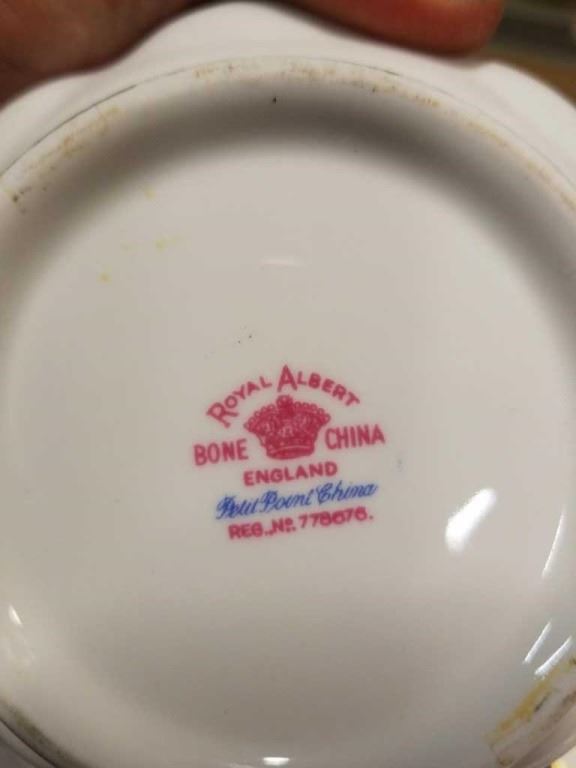 ROYAL ALBERT
BONE CHINA
ENGLAND
Petit Point China
REG. No. 778676.